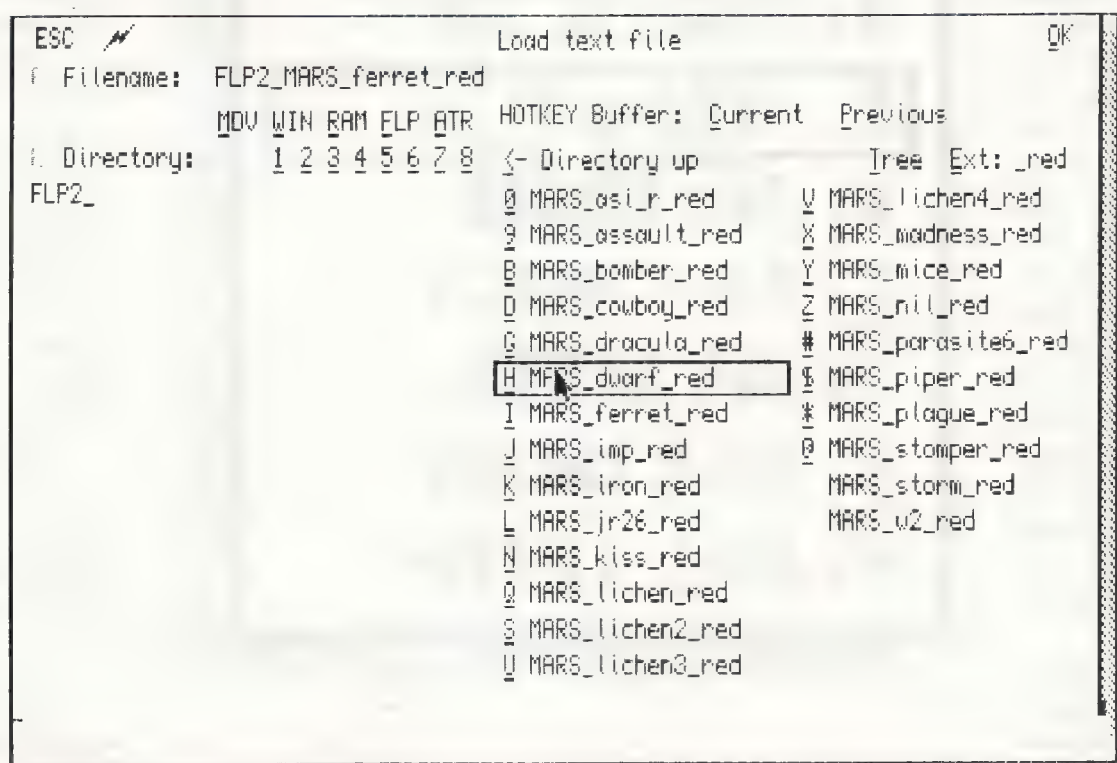 ESC Load text file OK
F Filename: FLP2_MARS_ferret_red
MDV WIN RAM FLP ATR HOTKEY Buffer: Current Previous
Directory: 1 2 3 4 5 6 7 8 <- Directory up Tree Ext: _red
FLP2_
0 MARS_asi_r_red V MARS_lichen4_red
9 MARS_assault_red X MARS_madness_red
B MARS_bomber_red Y MARS_mice_red
D MARS_cowboy_red Z MARS_nil_red
G MARS_dracula_red # MARS_parasite6_red
H MARS_dwarf_red $ MARS_piper_red
I MARS_ferret_red * MARS_plague_red
J MARS_imp_red @ MARS_stomper_red
K MARS_iron_red MARS_storm_red
L MARS_jr26_red MARS_v2_red
N MARS_kiss_red
Q MARS_lichen_red
S MARS_lichen2_red
U MARS_lichen3_red